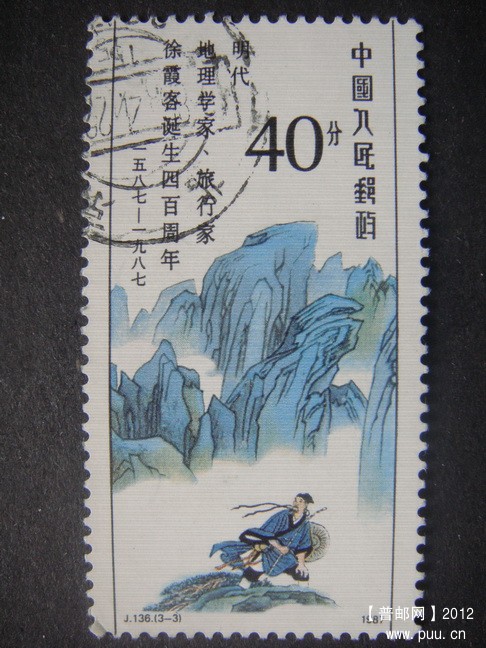 中國人民郵政
40分
明代
地理学家、旅行家
徐霞客诞生四百周年
一五八七—一九八七
J.136.(3-3)
1987
【普邮网】2012
www.puu.cn